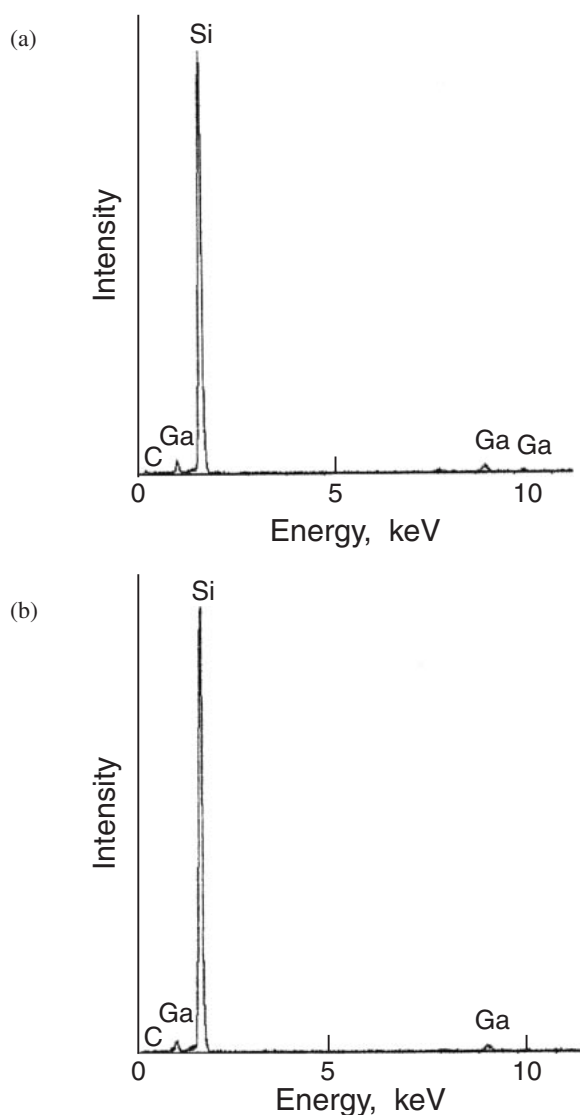 (a)
Si
Intensity
C
Ga
Ga
Ga
0
5
10
Energy, keV
(b)
Si
Intensity
C
Ga
Ga
0
5
10
Energy, keV